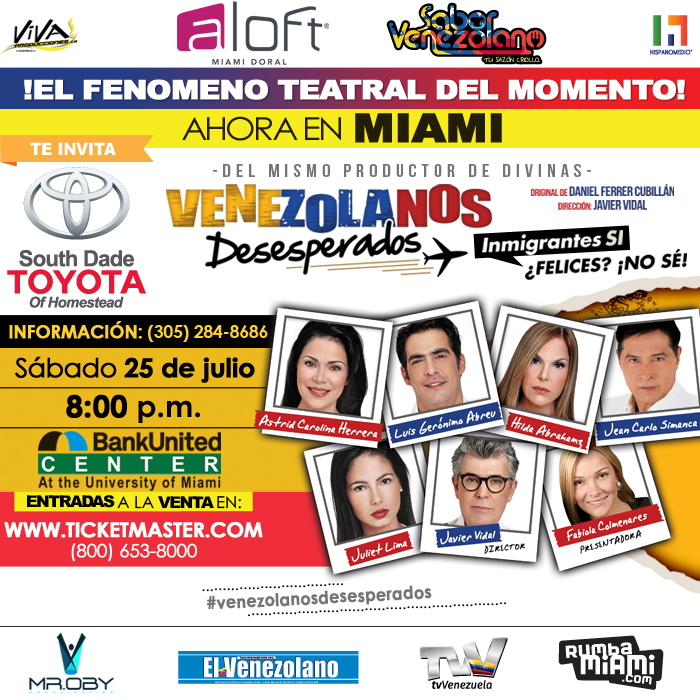 VIVA!
PRODUCCIONES
aloft®
MIAMI DORAL
Sabor
Venezolano
TU SAZÓN CRIOLLO
HISPANOMEDIO
!EL FENOMENO TEATRAL DEL MOMENTO!
AHORA EN MIAMI
TE INVITA
South Dade
TOYOTA
Of Homestead
-DEL MISMO PRODUCTOR DE DIVINAS-
VENEZOLANOS
Desesperados
ORIGINAL DE DANIEL FERRER CUBILLÁN
DIRECCIÓN: JAVIER VIDAL
Inmigrantes SI
¿FELICES? ¡NO SÉ!
INFORMACIÓN: (305) 284-8686
Sábado 25 de julio
8:00 p.m.
BankUnited
CENTER
At the University of Miami
ENTRADAS A LA VENTA EN:
WWW.TICKETMASTER.COM
(800) 653-8000
Astrid Carolina Herrera
Luis Gerónimo Abreu
Hilda Abrahamz
Jean Carlo Simanca
Juliet Lima
Javier Vidal
DIRECTOR
Fabiola Colmenares
PRESENTADORA
#venezolanosdesesperados
MR.OBY
El Venezolano
TVV
tvVenezuela
RUMBA
MIAMI
.COM